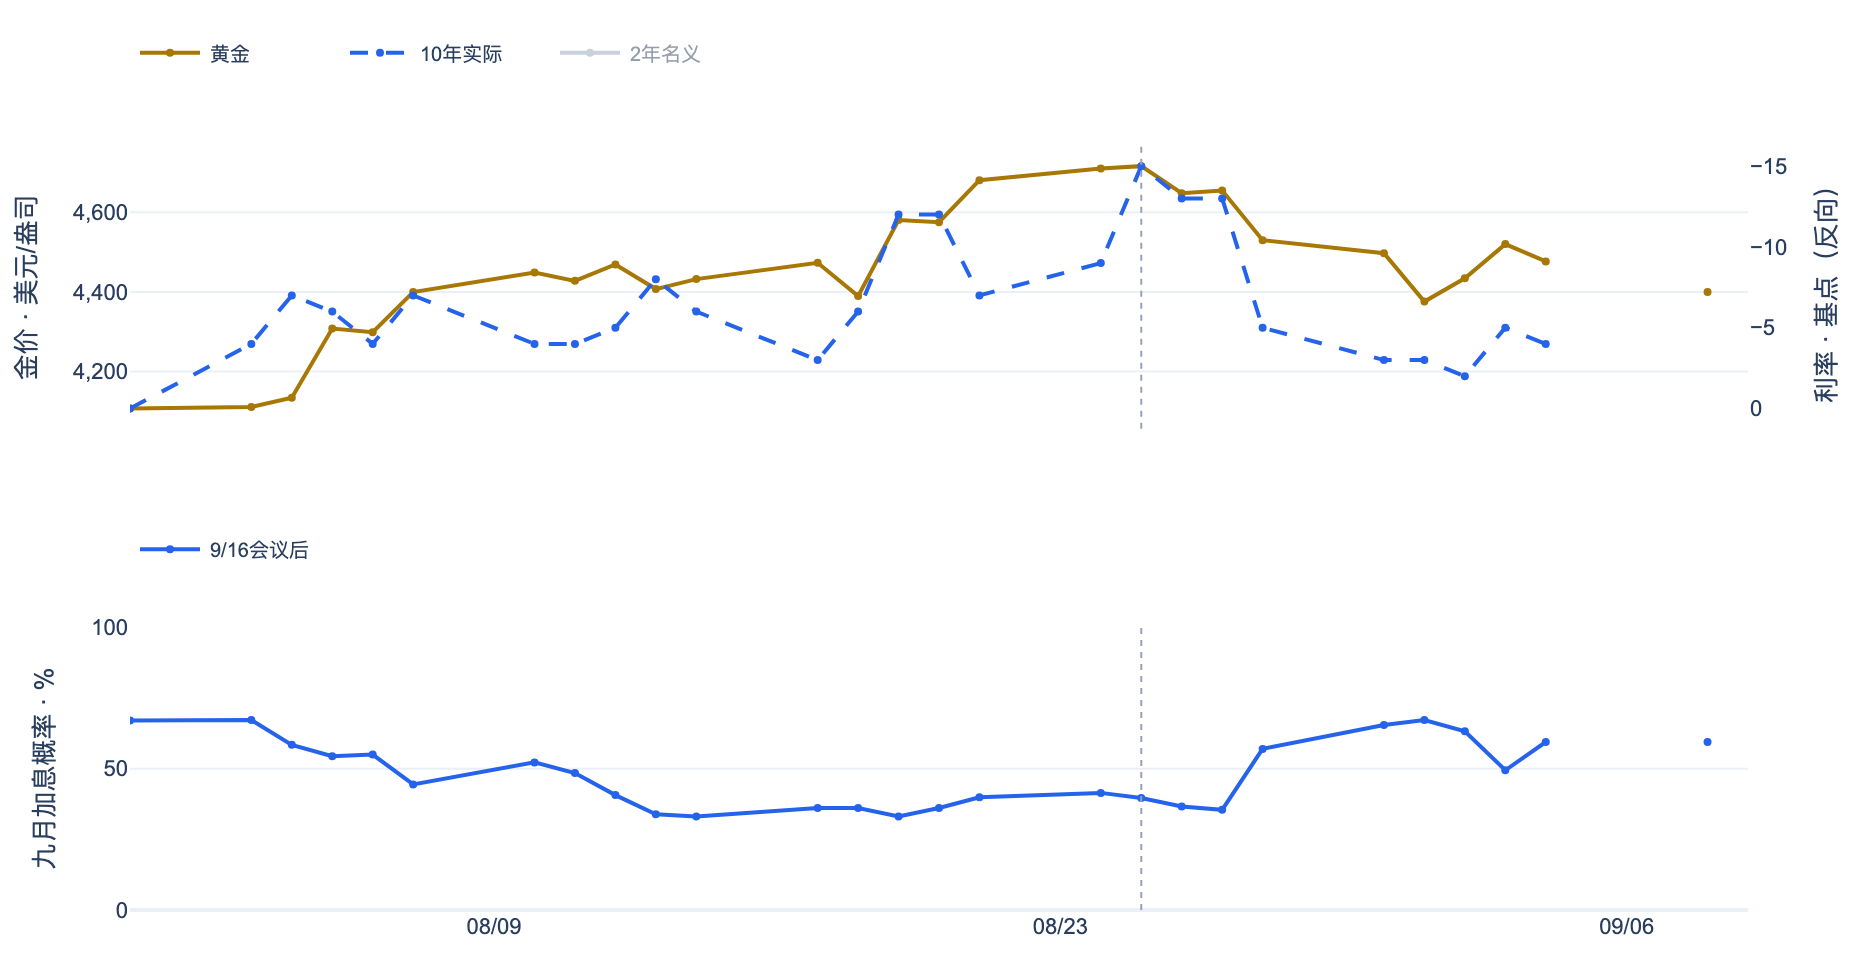 黄金
10年实际
2年名义
金价 · 美元/盎司
4,600
4,400
4,200
−15
−10
−5
0
利率 · 基点（反向）
9/16会议后
九月加息概率 · %
100
50
0
08/09
08/23
09/06